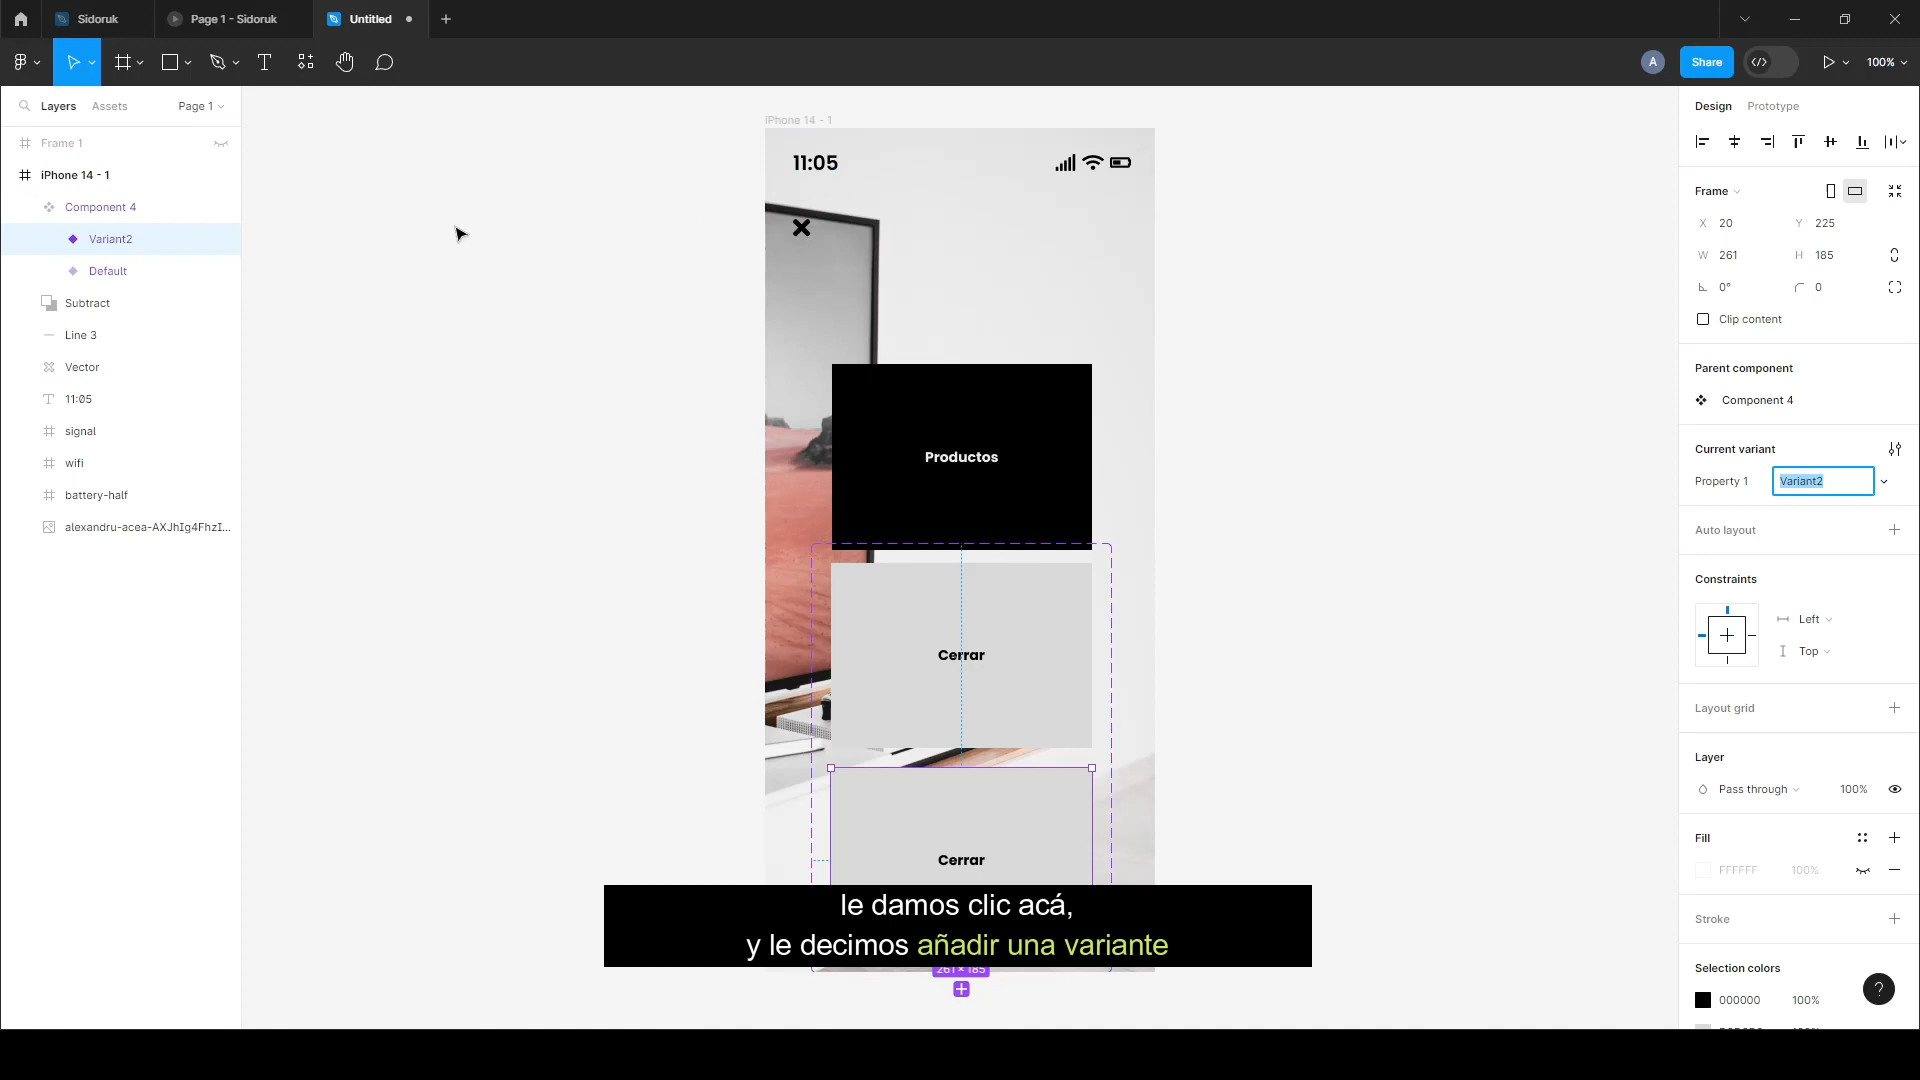 Sidoruk
Page 1 - Sidoruk
Untitled
A
Share
100%
Layers
Assets
Page 1
Frame 1
iPhone 14 - 1
Component 4
Variant2
Default
Subtract
Line 3
Vector
11:05
signal
wifi
battery-half
alexandru-acea-AXJhIg4FhzI...
iPhone 14 - 1
11:05
Productos
Cerrar
Cerrar
le damos clic acá,
y le decimos añadir una variante
261 × 185
Design
Prototype
Frame
X 20
Y 225
W 261
H 185
0°
0
Clip content
Parent component
Component 4
Current variant
Property 1
Variant2
Auto layout
Constraints
Left
Top
Layout grid
Layer
Pass through
100%
Fill
FFFFFF
100%
Stroke
Selection colors
000000
100%
?